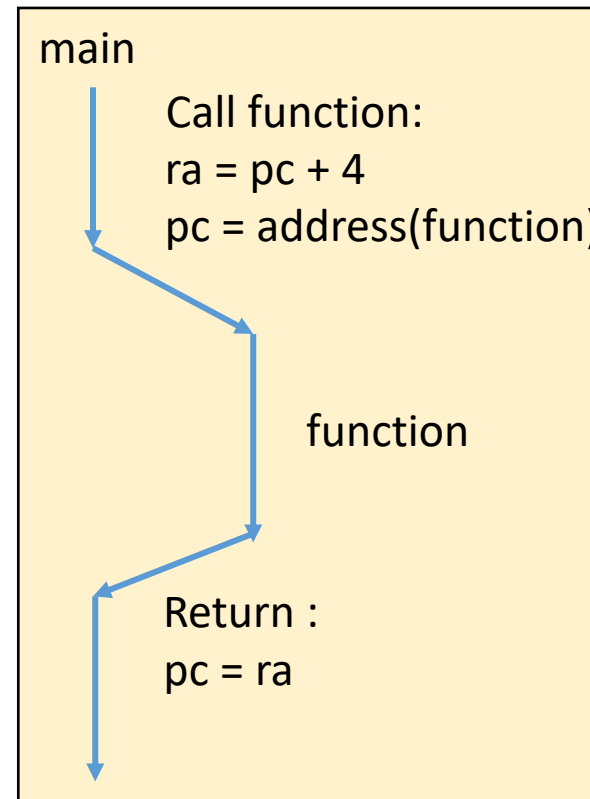 main
Call function:
ra = pc + 4
pc = address(function)
function
Return :
pc = ra